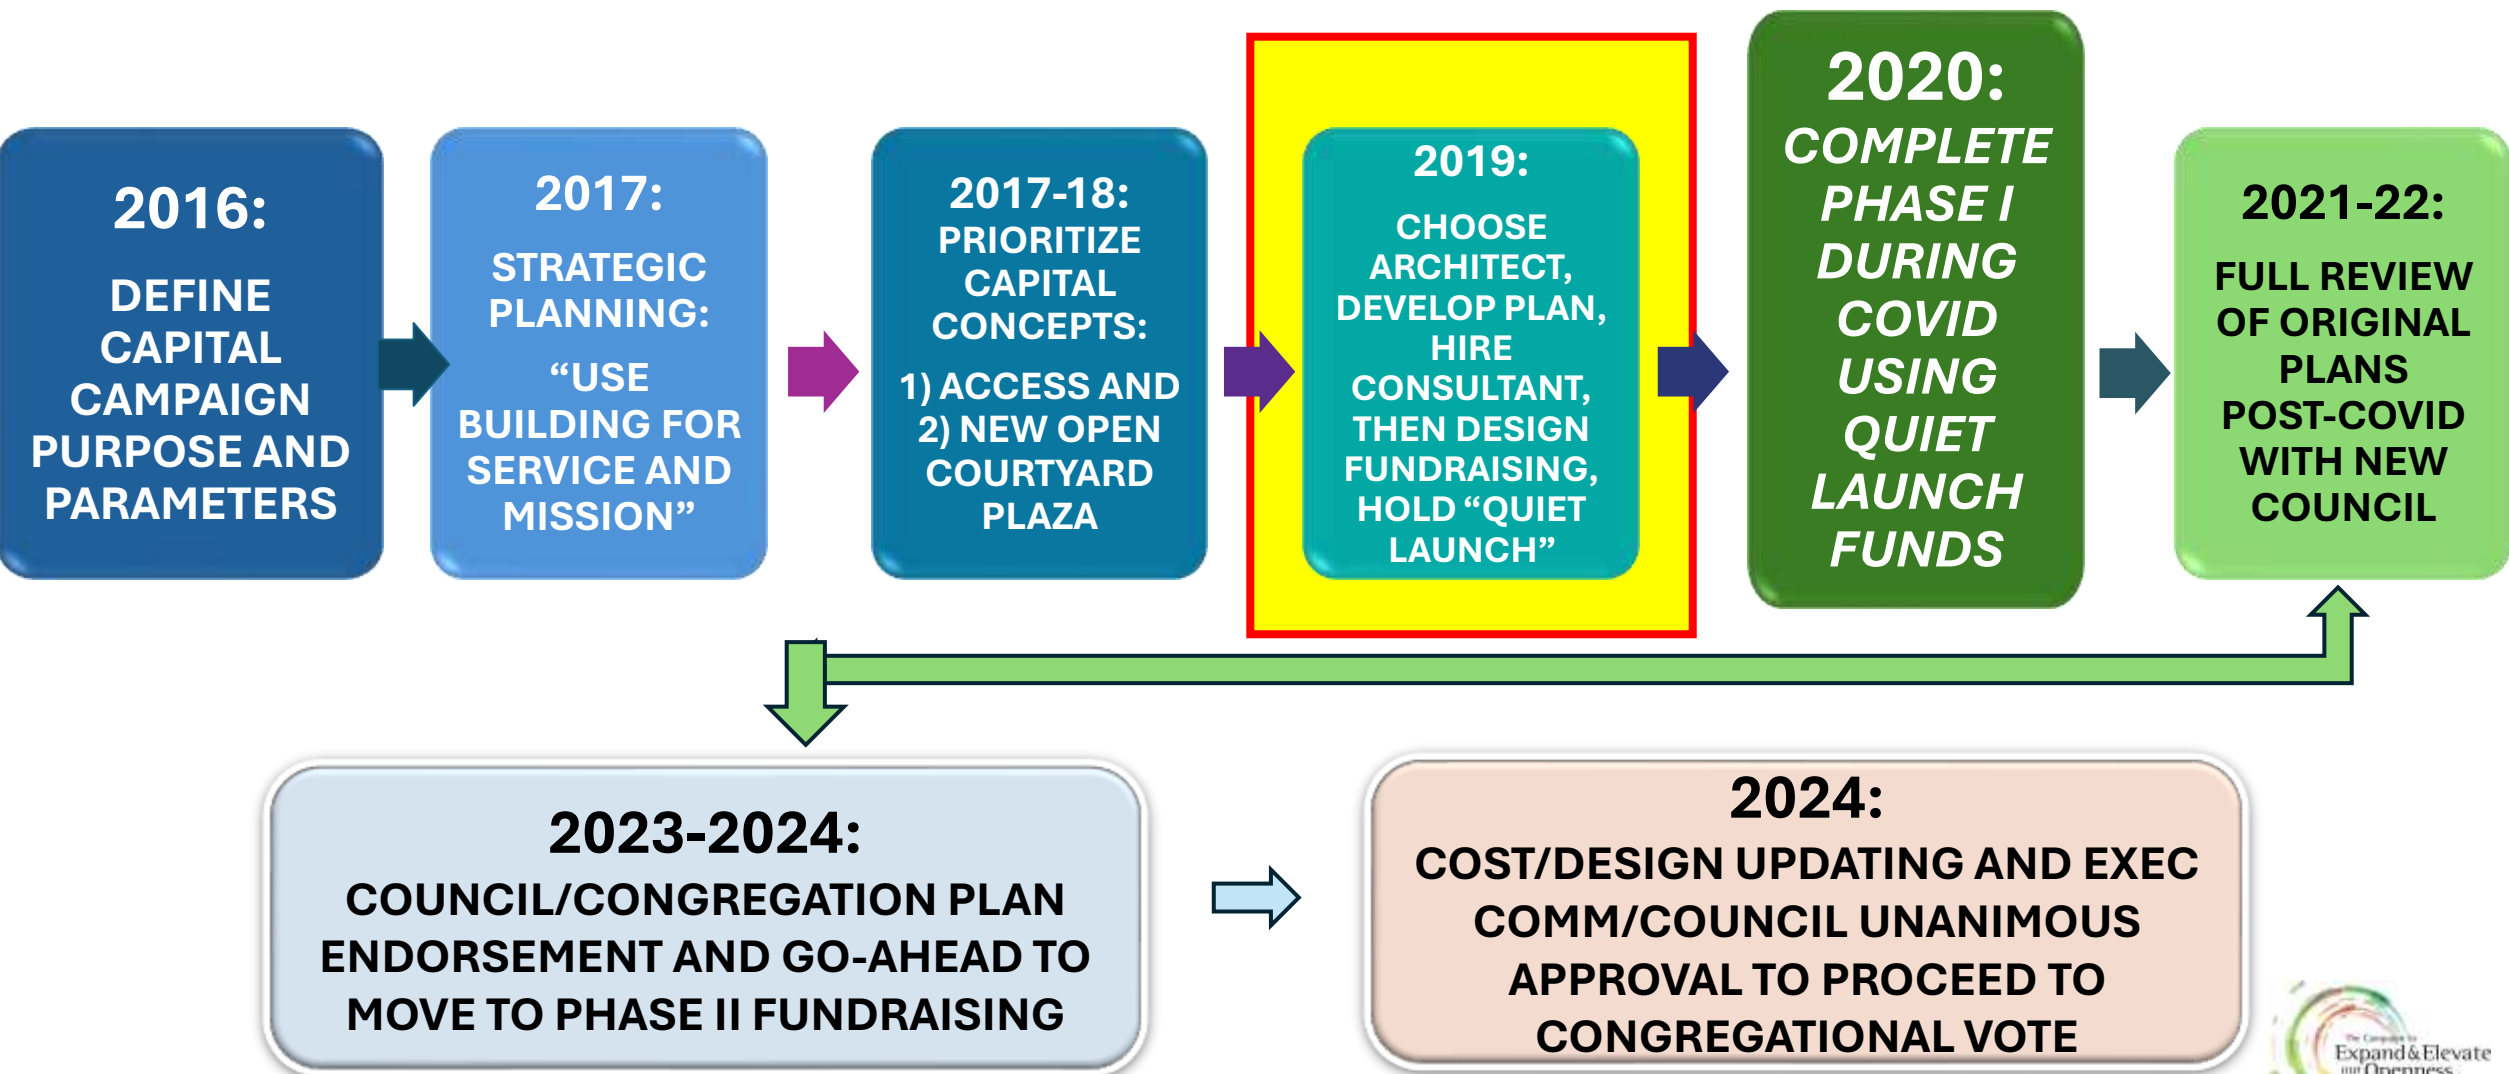 2016:
DEFINE
CAPITAL
CAMPAIGN
PURPOSE AND
PARAMETERS
2017:
STRATEGIC
PLANNING:
“USE
BUILDING FOR
SERVICE AND
MISSION”
2017-18:
PRIORITIZE
CAPITAL
CONCEPTS:
1) ACCESS AND
2) NEW OPEN
COURTYARD
PLAZA
2019:
CHOOSE
ARCHITECT,
DEVELOP PLAN,
HIRE
CONSULTANT,
THEN DESIGN
FUNDRAISING,
HOLD “QUIET
LAUNCH”
2020:
COMPLETE
PHASE I
DURING
COVID
USING
QUIET
LAUNCH
FUNDS
2021-22:
FULL REVIEW
OF ORIGINAL
PLANS
POST-COVID
WITH NEW
COUNCIL
2023-2024:
COUNCIL/CONGREGATION PLAN
ENDORSEMENT AND GO-AHEAD TO
MOVE TO PHASE II FUNDRAISING
2024:
COST/DESIGN UPDATING AND EXEC
COMM/COUNCIL UNANIMOUS
APPROVAL TO PROCEED TO
CONGREGATIONAL VOTE
The Campaign to
Expand & Elevate
our Openness